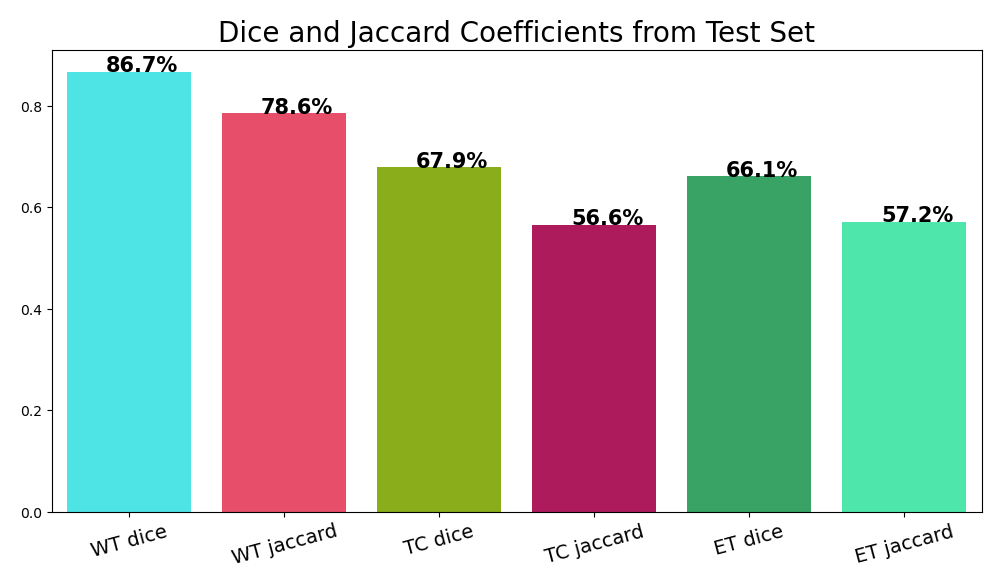 Dice and Jaccard Coefficients from Test Set
86.7%
78.6%
67.9%
56.6%
66.1%
57.2%
0.8
0.6
0.4
0.2
0.0
WT dice
WT jaccard
TC dice
TC jaccard
ET dice
ET jaccard